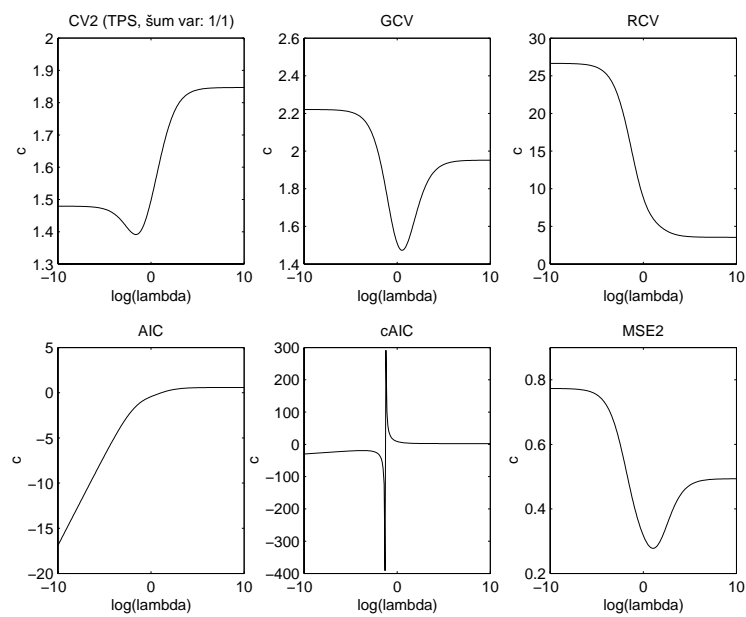 CV2 (TPS, šum var: 1/1)
2
1.9
1.8
1.7
1.6
1.5
1.4
1.3
c
−10 0 10
log(lambda)
GCV
2.6
2.4
2.2
2
1.8
1.6
1.4
c
−10 0 10
log(lambda)
RCV
30
25
20
15
10
5
0
c
−10 0 10
log(lambda)
AIC
5
0
−5
−10
−15
−20
c
−10 0 10
log(lambda)
cAIC
300
200
100
0
−100
−200
−300
−400
c
−10 0 10
log(lambda)
MSE2
0.8
0.6
0.4
0.2
c
−10 0 10
log(lambda)